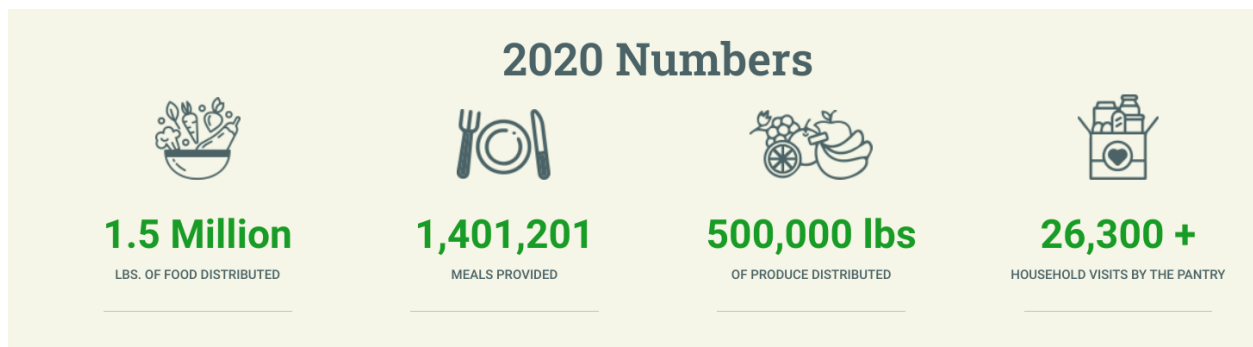 2020 Numbers
1.5 Million
LBS. OF FOOD DISTRIBUTED
1,401,201
MEALS PROVIDED
500,000 lbs
OF PRODUCE DISTRIBUTED
26,300 +
HOUSEHOLD VISITS BY THE PANTRY